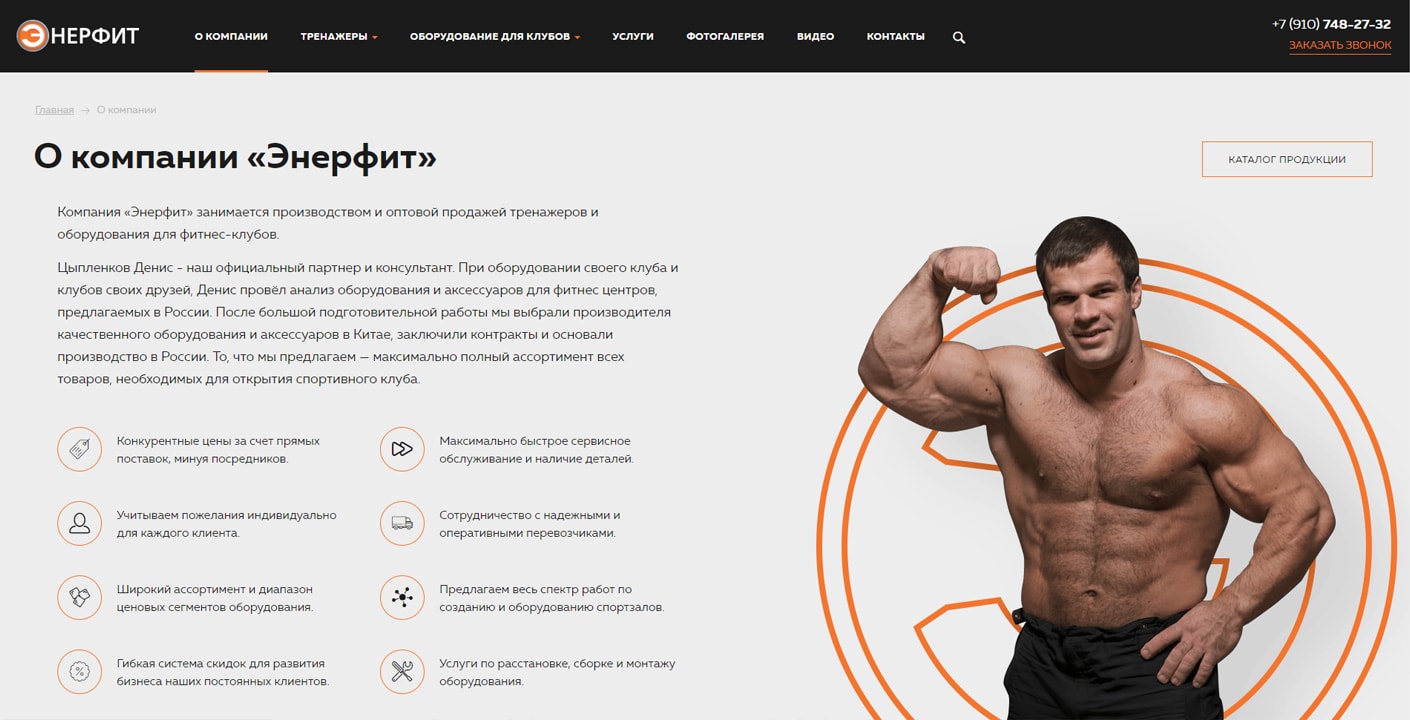 ЭНЕРФИТ
О КОМПАНИИ
ТРЕНАЖЕРЫ
ОБОРУДОВАНИЕ ДЛЯ КЛУБОВ
УСЛУГИ
ФОТОГАЛЕРЕЯ
ВИДЕО
КОНТАКТЫ
+7 (910) 748-27-32
ЗАКАЗАТЬ ЗВОНОК
Главная → О компании
О компании «Энерфит»
КАТАЛОГ ПРОДУКЦИИ
Компания «Энерфит» занимается производством и оптовой продажей тренажеров и
оборудования для фитнес-клубов.
Цыпленков Денис - наш официальный партнер и консультант. При оборудовании своего клуба и
клубов своих друзей, Денис провёл анализ оборудования и аксессуаров для фитнес центров,
предлагаемых в России. После большой подготовительной работы мы выбрали производителя
качественного оборудования и аксессуаров в Китае, заключили контракты и основали
производство в России. То, что мы предлагаем — максимально полный ассортимент всех
товаров, необходимых для открытия спортивного клуба.
Конкурентные цены за счет прямых
поставок, минуя посредников.
Максимально быстрое сервисное
обслуживание и наличие деталей.
Учитываем пожелания индивидуально
для каждого клиента.
Сотрудничество с надежными и
оперативными перевозчиками.
Широкий ассортимент и диапазон
ценовых сегментов оборудования.
Предлагаем весь спектр работ по
созданию и оборудованию спортзалов.
Гибкая система скидок для развития
бизнеса наших постоянных клиентов.
Услуги по расстановке, сборке и монтажу
оборудования.